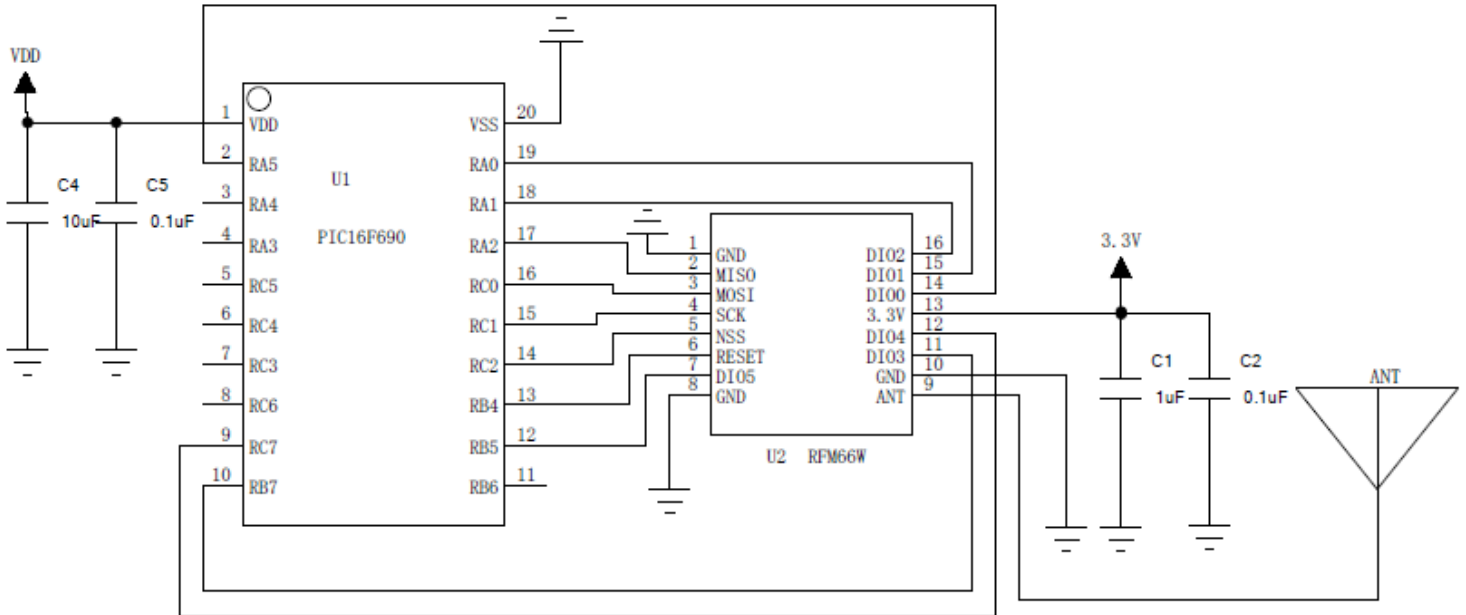 VDD
C4
10uF
C5
0.1uF
1 VDD
2 RA5
3 RA4
4 RA3
5 RC5
6 RC4
7 RC3
8 RC6
9 RC7
10 RB7
U1
PIC16F690
VSS 20
RA0 19
RA1 18
RA2 17
RC0 16
RC1 15
RC2 14
RB4 13
RB5 12
RB6 11
1 GND
2 MISO
3 MOSI
4 SCK
5 NSS
6 RESET
7 DIO5
8 GND
DIO2 16
DIO1 15
DIO0 14
3.3V 13
DIO4 12
DIO3 11
GND 10
ANT 9
U2 RFM66W
3.3V
C1
1uF
C2
0.1uF
ANT